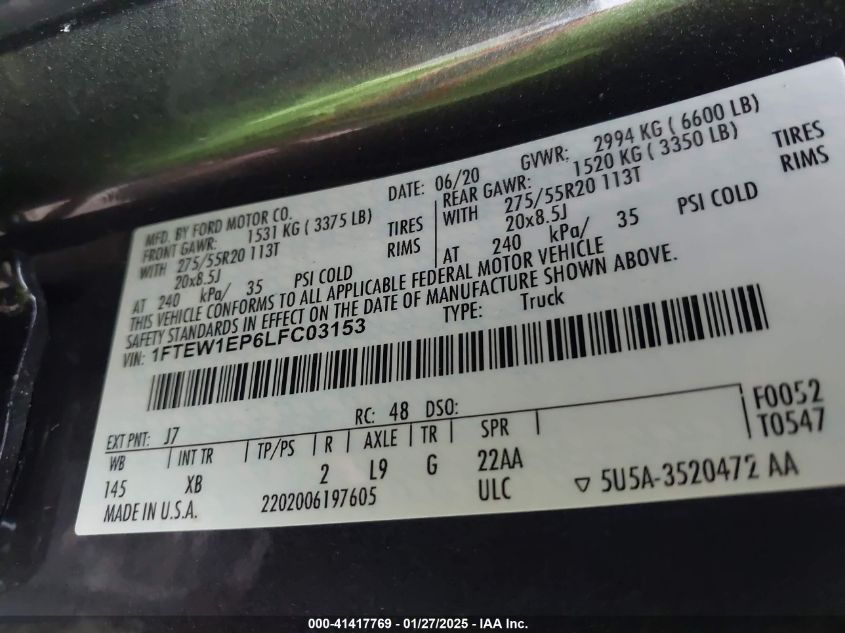 MFD. BY FORD MOTOR CO.
DATE: 06/20 GVWR: 2994 KG ( 6600 LB)
FRONT GAWR: 1531 KG ( 3375 LB)
WITH 275/55R20 113T TIRES
20x8.5J RIMS
AT 240 kPa/ 35 PSI COLD
REAR GAWR: 1520 KG ( 3350 LB)
WITH 275/55R20 113T TIRES
20x8.5J RIMS
AT 240 kPa/ 35 PSI COLD
THIS VEHICLE CONFORMS TO ALL APPLICABLE FEDERAL MOTOR VEHICLE
SAFETY STANDARDS IN EFFECT ON THE DATE OF MANUFACTURE SHOWN ABOVE.
VIN: 1FTEW1EP6LFC03153 TYPE: Truck
F0052
T0547
EXT PNT: J7 RC: 48 DSO:
WB INT TR TP/PS R AXLE TR SPR
145 XB 2 L9 G 22AA
MADE IN U.S.A. 2202006197605 ULC ▽ 5U5A-3520472 AA
000-41417769 - 01/27/2025 - IAA Inc.